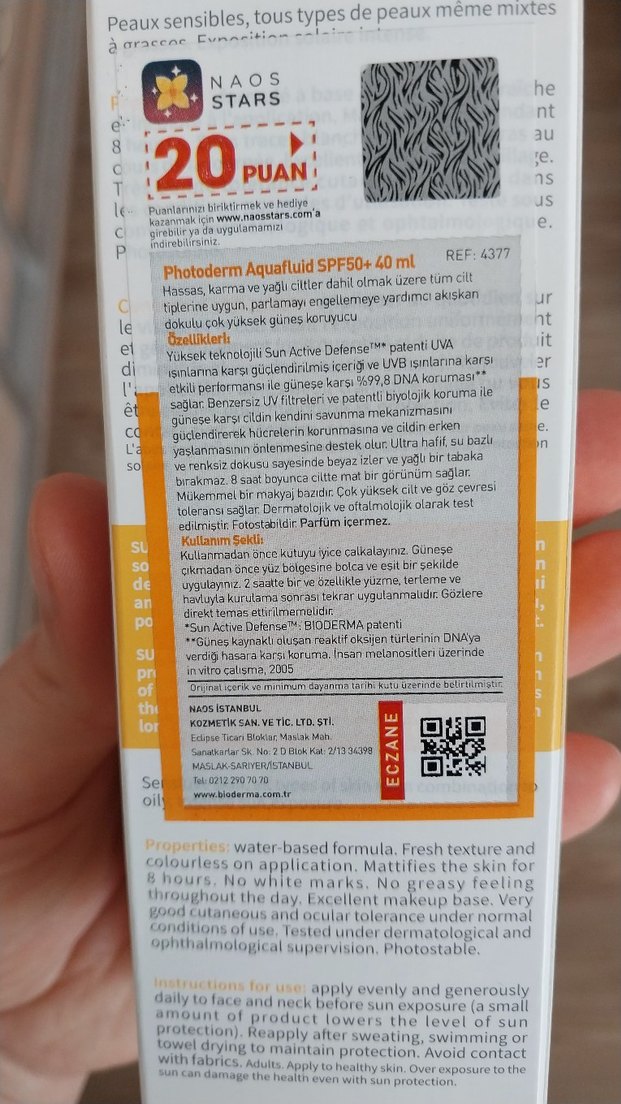 Peaux sensibles, tous types de peaux même mixtes
à grasses. Exposition solaire intense.
NAOS
STARS
20 PUAN
Puanlarınızı biriktirmek ve hediye
kazanmak için www.naosstars.com'a
girebilir ya da uygulamamızı
indirebilirsiniz.
Photoderm Aquafluid SPF50+ 40 ml
REF: 4377
Hassas, karma ve yağlı ciltler dahil olmak üzere tüm cilt
tiplerine uygun, parlamayı engellemeye yardımcı akışkan
dokulu çok yüksek güneş koruyucu
Özellikleri:
Yüksek teknolojili Sun Active Defense™* patenti UVA
ışınlarına karşı güçlendirilmiş içeriği ve UVB ışınlarına karşı
etkili performansı ile güneşe karşı %99,8 DNA koruması**
sağlar. Benzersiz UV filtreleri ve patentli biyolojik koruma ile
güneşe karşı cildin kendini savunma mekanizmasını
güçlendirerek hücrelerin korunmasına ve cildin erken
yaşlanmasının önlenmesine destek olur. Ultra hafif, su bazlı
ve renksiz dokusu sayesinde beyaz izler ve yağlı bir tabaka
bırakmaz. 8 saat boyunca ciltte mat bir görünüm sağlar.
Mükemmel bir makyaj bazıdır. Çok yüksek cilt ve göz çevresi
toleransı sağlar. Dermatolojik ve oftalmolojik olarak test
edilmiştir. Fotostabildir. Parfüm içermez.
Kullanım Şekli:
Kullanmadan önce kutuyu iyice çalkalayınız. Güneşe
çıkmadan önce yüz bölgesine bolca ve eşit bir şekilde
uygulayınız. 2 saatte bir ve özellikle yüzme, terleme ve
havluyla kurulama sonrası tekrar uygulanmalıdır. Gözlere
direkt temas ettirilmemelidir.
*Sun Active Defense™: BIODERMA patenti
**Güneş kaynaklı oluşan reaktif oksijen türlerinin DNA'ya
verdiği hasara karşı koruma. İnsan melanositleri üzerinde
in vitro çalışma, 2005
Orijinal içerik ve minimum dayanma tarihi kutu üzerinde belirtilmiştir.
NAOS İSTANBUL
KOZMETİK SAN. VE TİC. LTD. ŞTİ.
Eclipse Ticari Bloklar, Maslak Mah.
Sanatkarlar Sk. No: 2 D Blok Kat: 2/13 34398
MASLAK-SARIYER/İSTANBUL
Tel: 0212 290 70 70
www.bioderma.com.tr
ECZANE
Properties: water-based formula. Fresh texture and
colourless on application. Mattifies the skin for
8 hours. No white marks. No greasy feeling
throughout the day. Excellent makeup base. Very
good cutaneous and ocular tolerance under normal
conditions of use. Tested under dermatological and
ophthalmological supervision. Photostable.
Instructions for use: apply evenly and generously
daily to face and neck before sun exposure (a small
amount of product lowers the level of sun
protection). Reapply after sweating, swimming or
towel drying to maintain protection. Avoid contact
with fabrics. Adults. Apply to healthy skin. Over exposure to the
sun can damage the health even with sun protection.